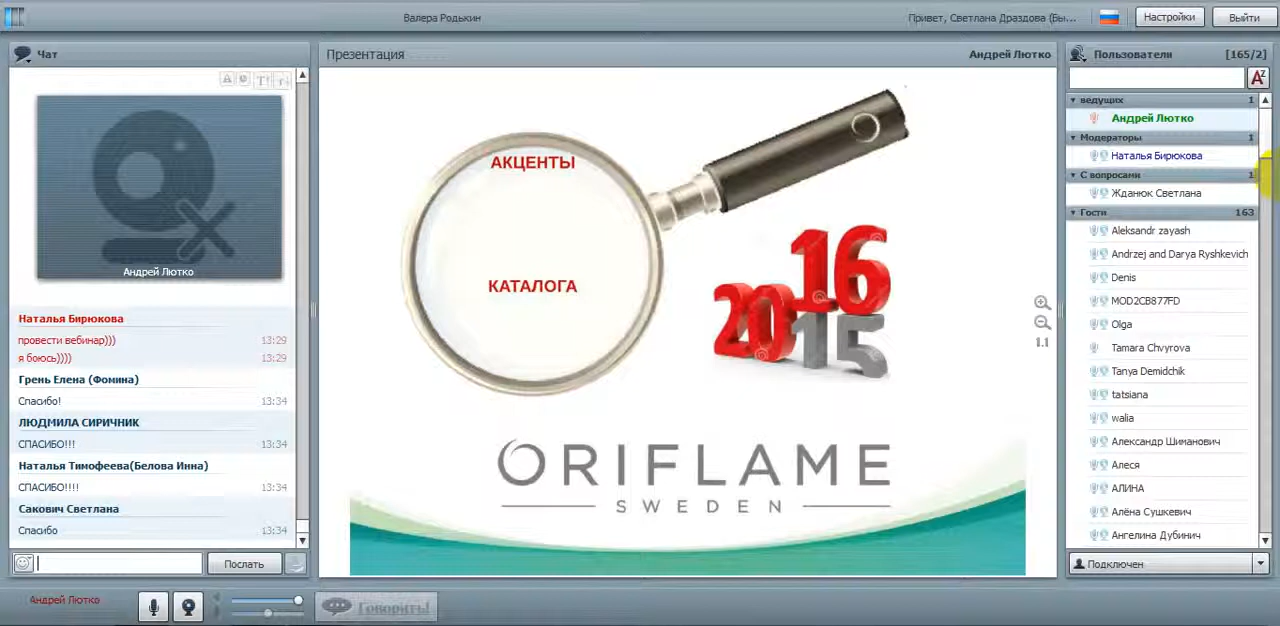 Валера Родькин
Привет, Светлана Драздова (Бы...
Настройки
Выйти
Чат
Презентация
Андрей Лютко
Пользователи
[165/2]
Андрей Лютко
Наталья Бирюкова
провести вебинар))) 13:29
я боюсь)))) 13:29
Грень Елена (Фомина)
Спасибо! 13:34
ЛЮДМИЛА СИРИЧНИК
СПАСИБО!!! 13:34
Наталья Тимофеева(Белова Инна)
СПАСИБО!!!! 13:34
Сакович Светлана
Спасибо 13:34
Послать
АКЦЕНТЫ
КАТАЛОГА
2016
15
ORIFLAME
SWEDEN
1.1
ведущих 1
Андрей Лютко
Модераторы 1
Наталья Бирюкова
С вопросами 1
Жданюк Светлана
Гости 163
Aleksandr zayash
Andrzej and Darya Ryshkevich
Denis
MOD2CB877FD
Olga
Tamara Chvyrova
Tanya Demidchik
tatsiana
walia
Александр Шиманович
Алеся
АЛИНА
Алёна Сушкевич
Ангелина Дубинич
Подключен
Андрей Лютко
Говорить!